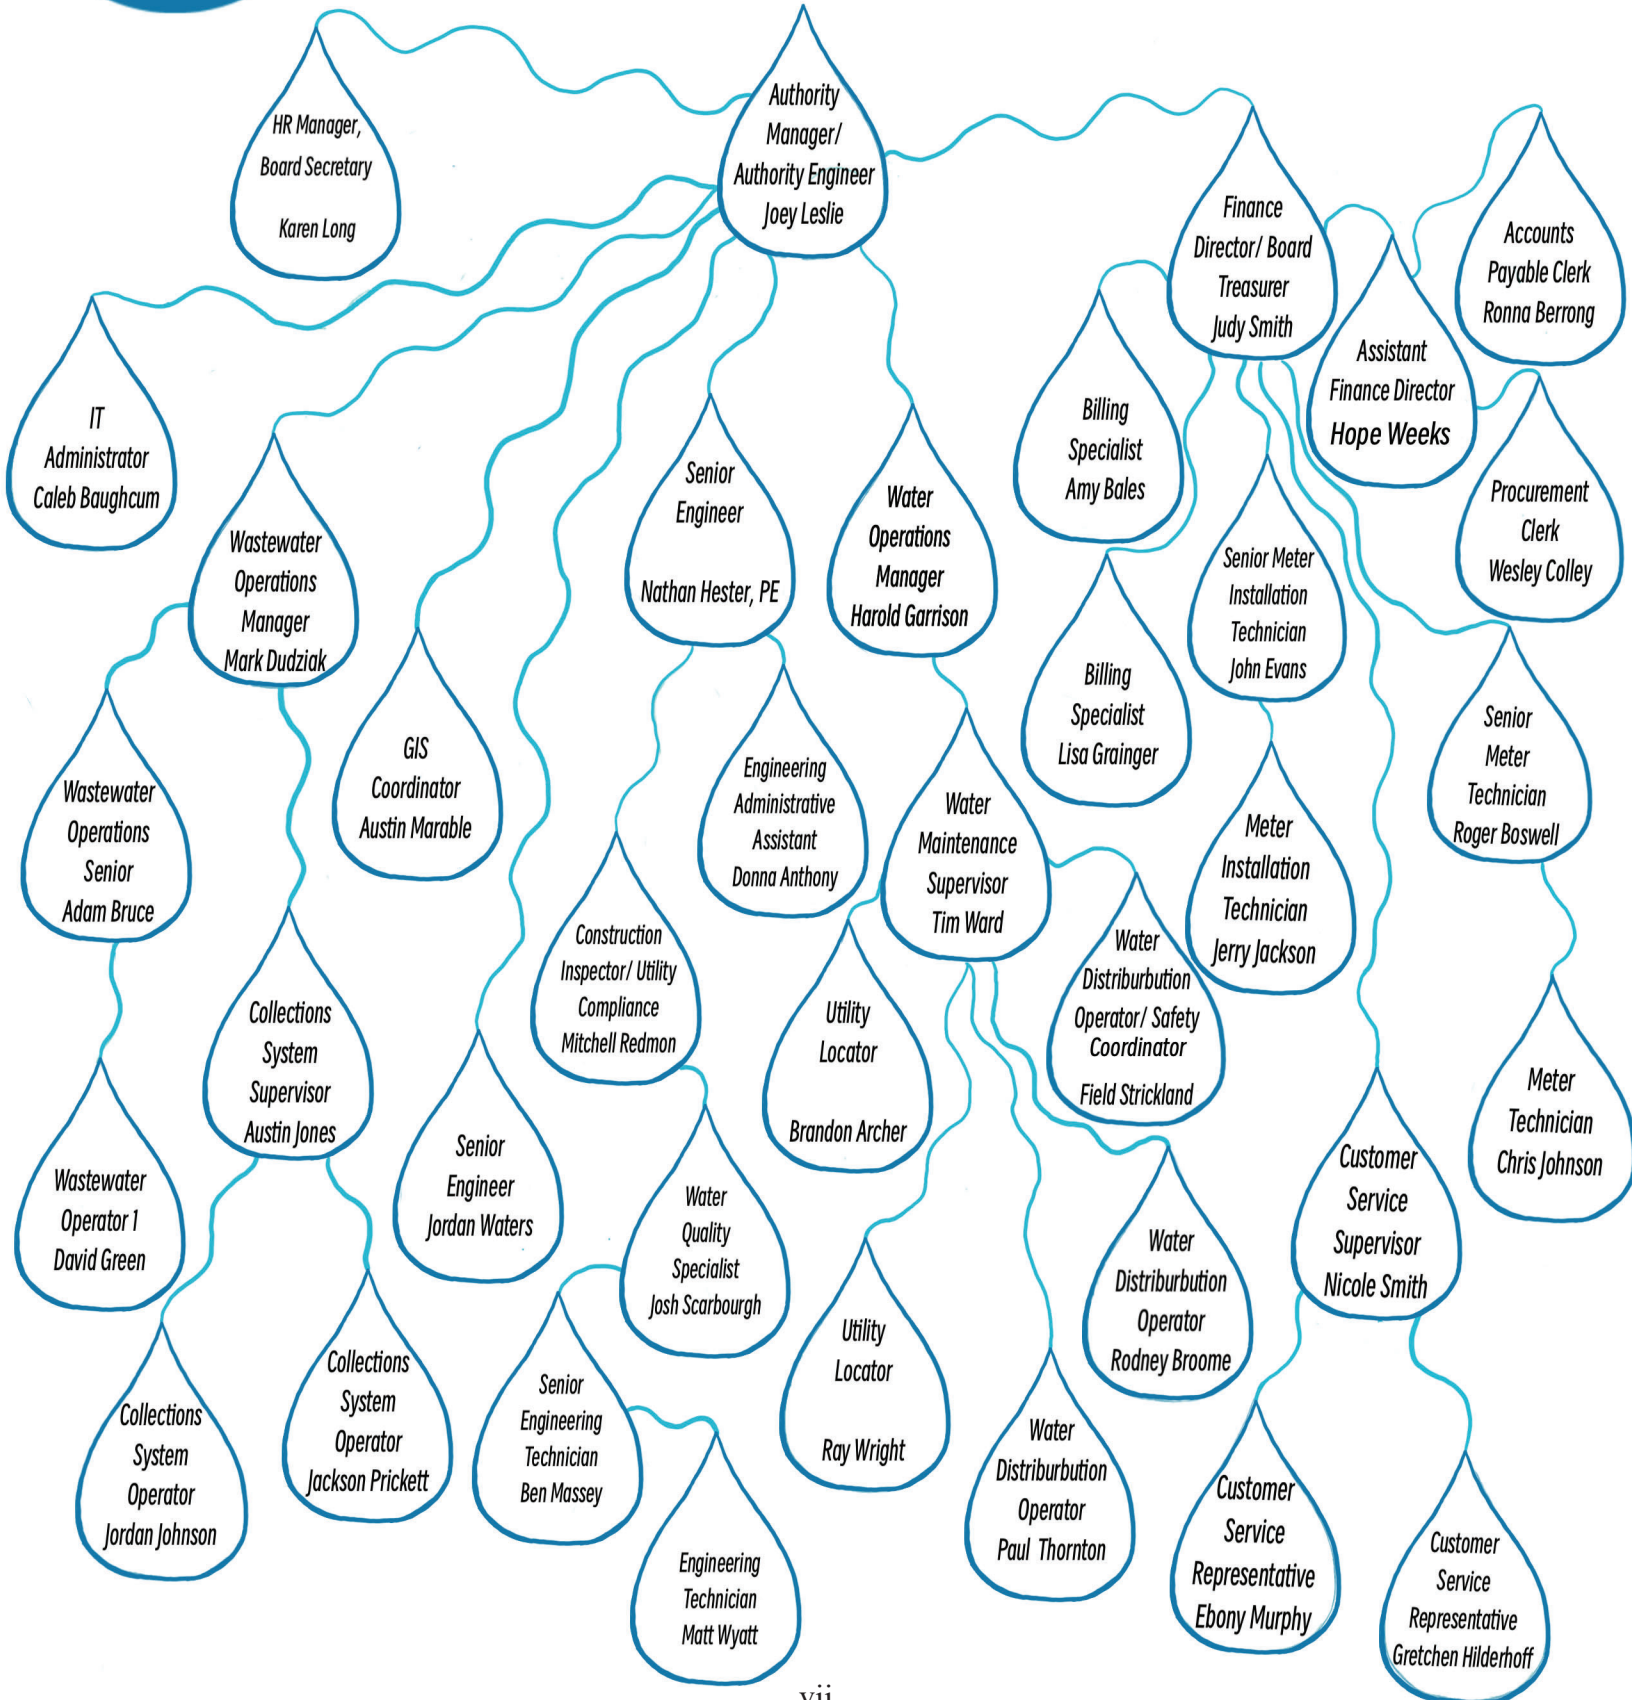 Authority
Manager/
Authority Engineer
Joey Leslie
HR Manager,
Board Secretary
Karen Long
Finance
Director/ Board
Treasurer
Judy Smith
Accounts
Payable Clerk
Ronna Berrong
Assistant
Finance Director
Hope Weeks
IT
Administrator
Caleb Baughcum
Billing
Specialist
Amy Bales
Procurement
Clerk
Wesley Colley
Wastewater
Operations
Manager
Mark Dudziak
Senior
Engineer
Nathan Hester, PE
Water
Operations
Manager
Harold Garrison
Senior Meter
Installation
Technician
John Evans
Billing
Specialist
Lisa Grainger
Senior
Meter
Technician
Roger Boswell
Wastewater
Operations
Senior
Adam Bruce
GIS
Coordinator
Austin Marable
Engineering
Administrative
Assistant
Donna Anthony
Water
Maintenance
Supervisor
Tim Ward
Meter
Installation
Technician
Jerry Jackson
Construction
Inspector/ Utility
Compliance
Mitchell Redmon
Water
Distriburbution
Operator/ Safety
Coordinator
Field Strickland
Collections
System
Supervisor
Austin Jones
Utility
Locator
Brandon Archer
Meter
Technician
Chris Johnson
Wastewater
Operator 1
David Green
Senior
Engineer
Jordan Waters
Water
Quality
Specialist
Josh Scarbourgh
Customer
Service
Supervisor
Nicole Smith
Water
Distriburbution
Operator
Rodney Broome
Utility
Locator
Ray Wright
Collections
System
Operator
Jordan Johnson
Collections
System
Operator
Jackson Prickett
Senior
Engineering
Technician
Ben Massey
Water
Distriburbution
Operator
Paul Thornton
Customer
Service
Representative
Ebony Murphy
Engineering
Technician
Matt Wyatt
Customer
Service
Representative
Gretchen Hilderhoff
vii